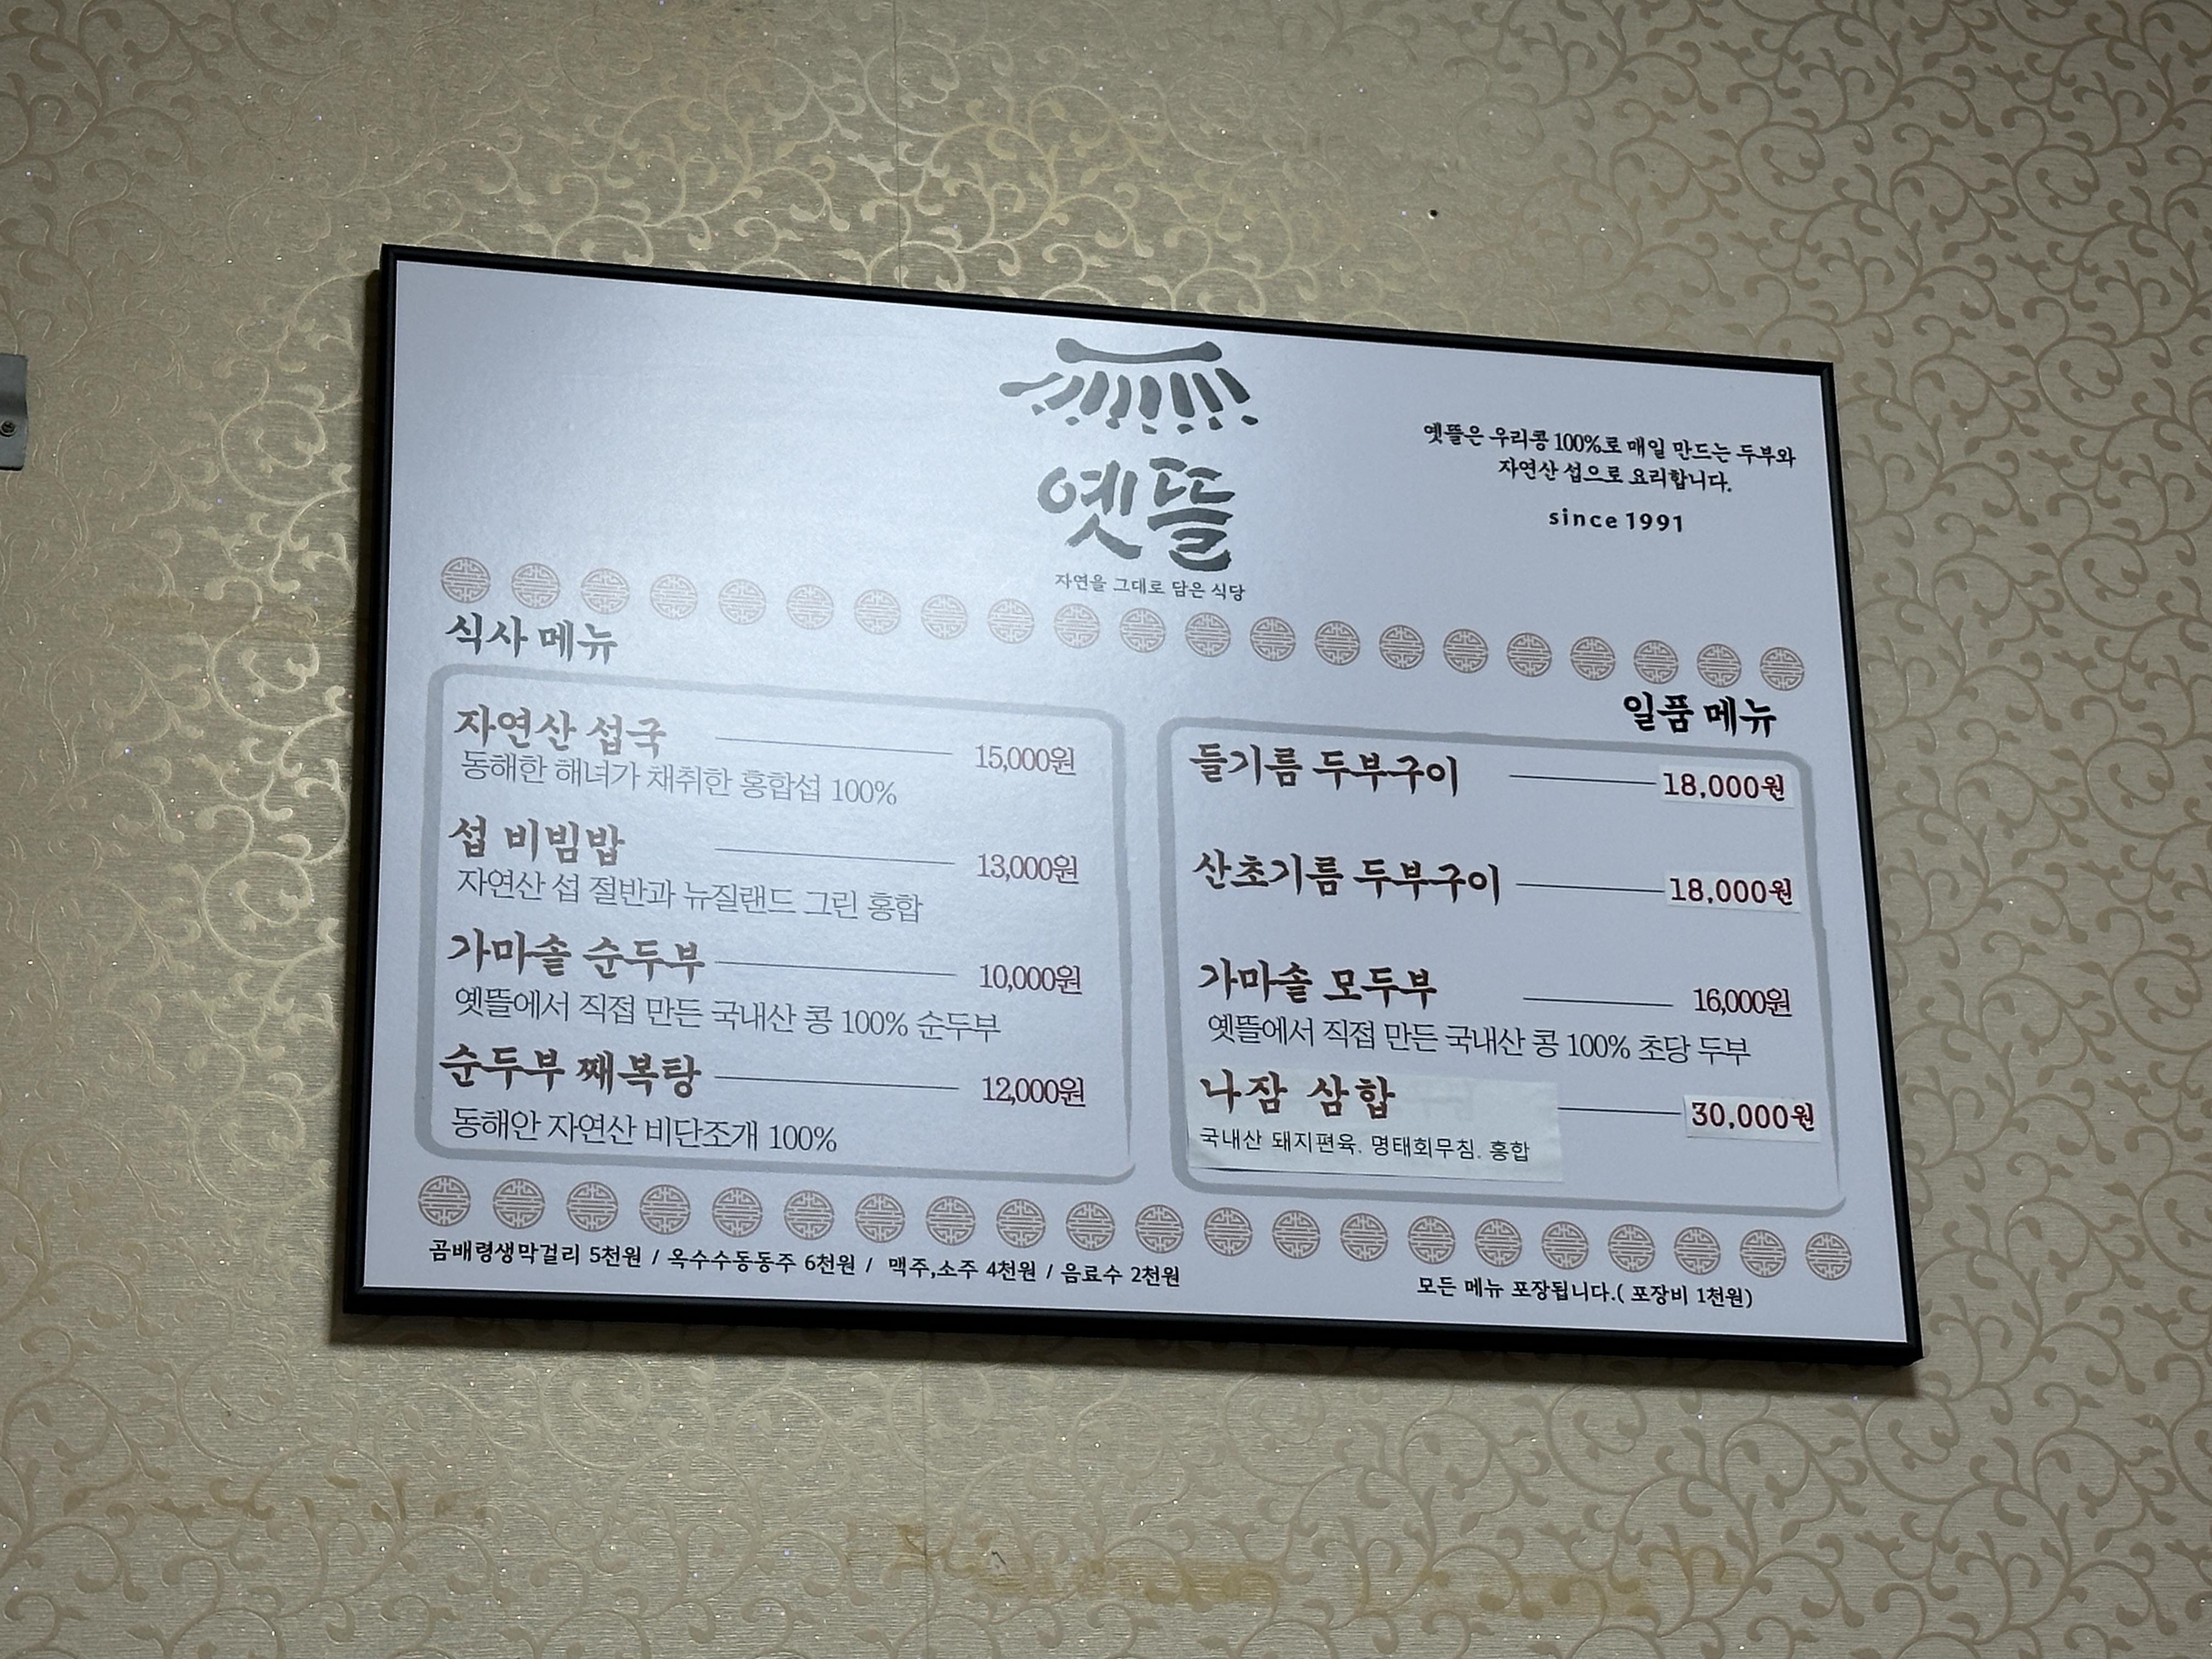 옛뜰
자연을 그대로 담은 식당
옛뜰은 우리콩 100%로 매일 만드는 두부와
자연산 섭으로 요리합니다.
since 1991
식사 메뉴
자연산 섭국 15,000원
동해한 해녀가 채취한 홍합섭 100%
섭 비빔밥 13,000원
자연산 섭 절반과 뉴질랜드 그린 홍합
가마솥 순두부 10,000원
옛뜰에서 직접 만든 국내산 콩 100% 순두부
순두부 째복탕 12,000원
동해안 자연산 비단조개 100%
일품 메뉴
들기름 두부구이 18,000원
산초기름 두부구이 18,000원
가마솥 모두부 16,000원
옛뜰에서 직접 만든 국내산 콩 100% 초당 두부
나잠 삼합 30,000원
국내산 돼지편육. 명태회무침. 홍합
곰배령생막걸리 5천원 / 옥수수동동주 6천원 / 맥주,소주 4천원 / 음료수 2천원
모든 메뉴 포장됩니다.( 포장비 1천원)